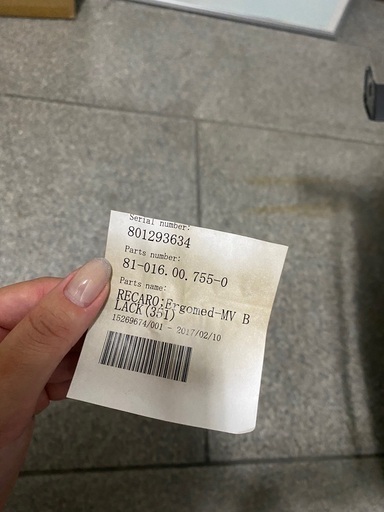 Serial number:
801293634
Parts number:
81-016.00.755-0
Parts name:
RECARO:Ergomed-MV B
LACK(351)
15269674/001 - 2017/02/10